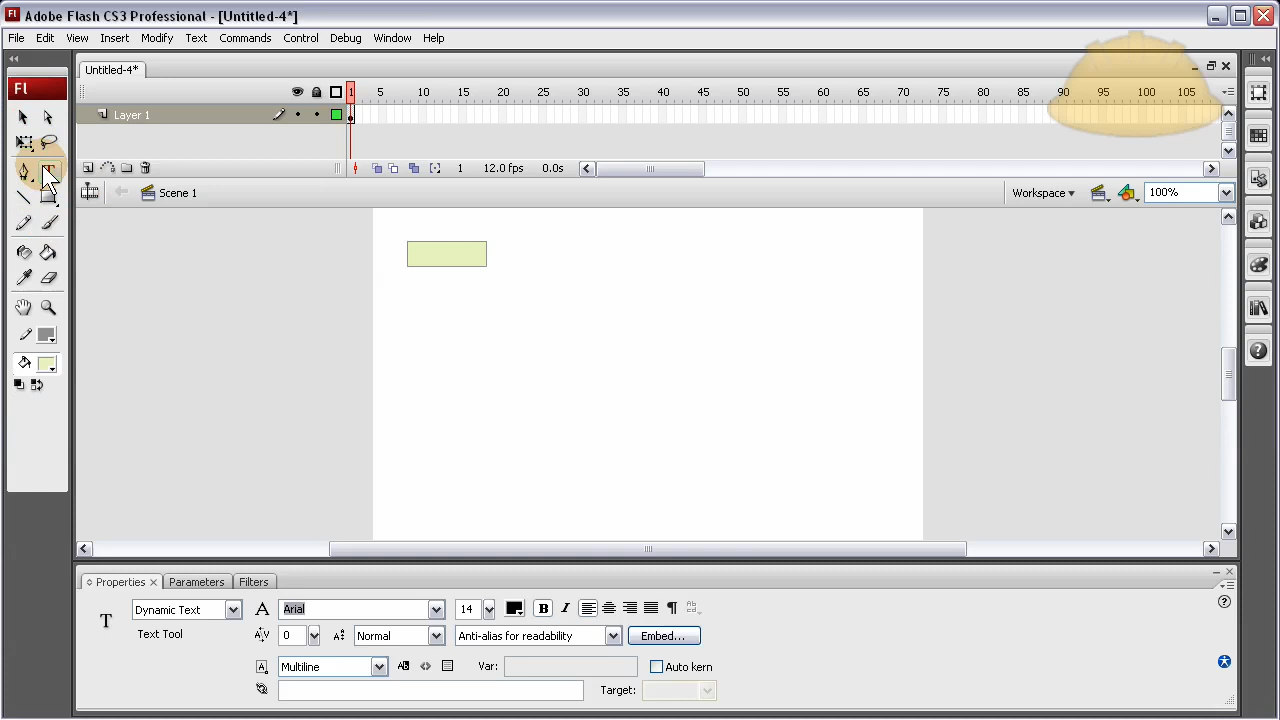 Fl Adobe Flash CS3 Professional - [Untitled-4*]
File Edit View Insert Modify Text Commands Control Debug Window Help
Untitled-4*
Fl
1 5 10 15 20 25 30 35 40 45 50 55 60 65 70 75 80 85 90 95 100 105
Layer 1
1 12.0 fps 0.0s
Scene 1 Workspace 100%
Properties Parameters Filters
T Dynamic Text A Arial 14 B I
Text Tool A|V 0 Normal Anti-alias for readability Embed...
Multiline AB <> Var: Auto kern
Target: